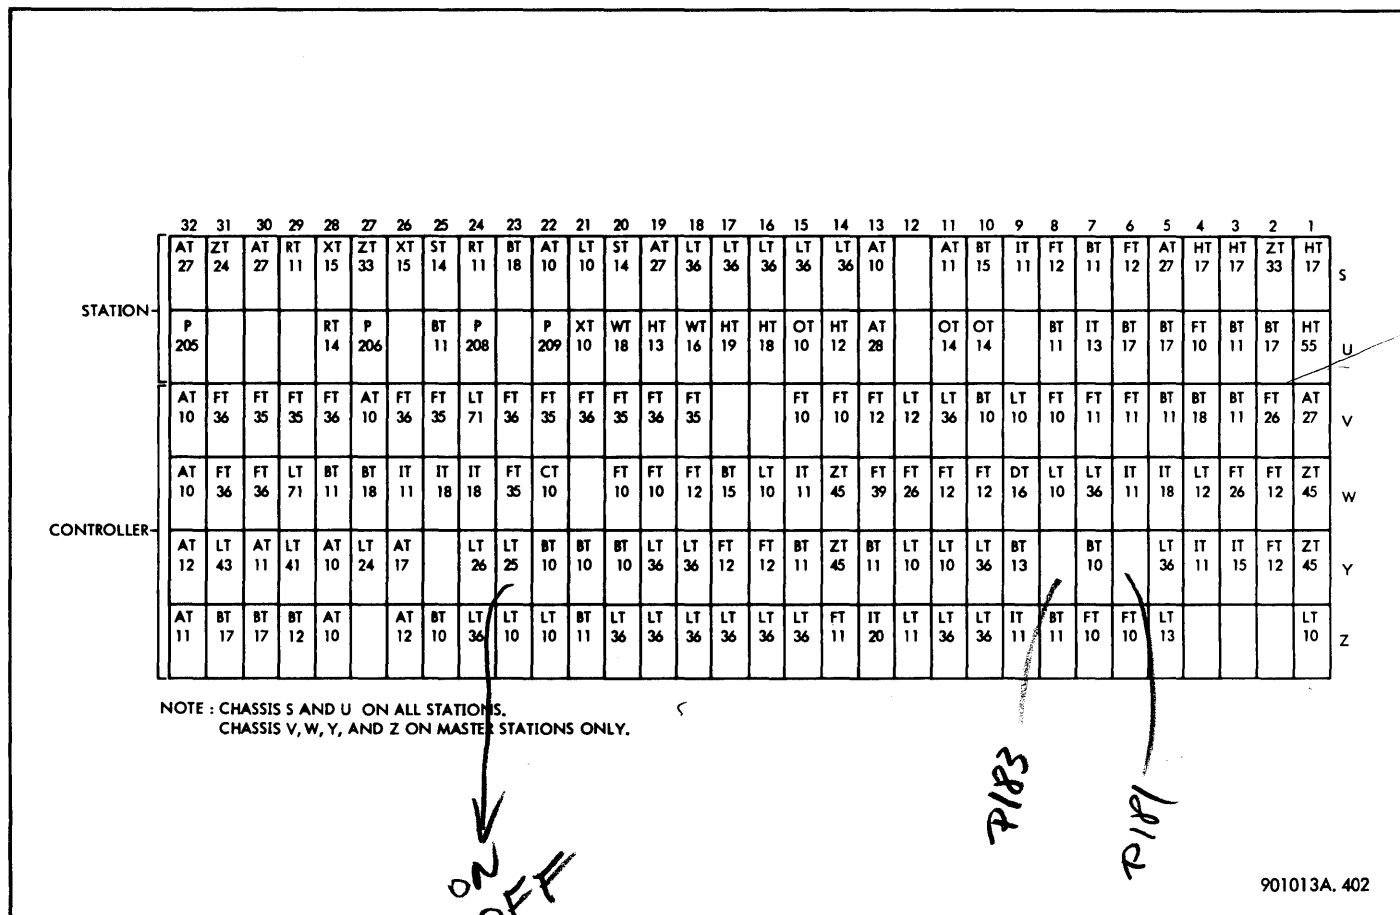 32 31 30 29 28 27 26 25 24 23 22 21 20 19 18 17 16 15 14 13 12 11 10 9 8 7 6 5 4 3 2 1
AT ZT AT RT XT ZT XT ST RT BT AT LT ST AT LT LT LT LT LT AT AT BT IT FT BT FT AT HT HT ZT HT
27 24 27 11 15 33 15 14 11 18 10 10 14 27 36 36 36 36 36 10 11 15 11 12 11 12 27 17 17 33 17 S
STATION
P RT P BT P P XT WT HT WT HT HT OT HT AT OT OT BT IT BT BT FT BT BT HT
205 14 206 11 208 209 10 18 13 16 19 18 10 12 28 14 14 11 13 17 17 10 11 17 55 U
AT FT FT FT FT AT FT FT LT FT FT FT FT FT FT FT FT FT LT LT BT LT FT FT FT BT BT BT FT AT
10 36 35 35 36 10 36 35 71 36 35 36 35 36 35 10 10 12 12 36 10 10 10 11 11 11 18 11 26 27 V
AT FT FT LT BT BT IT IT IT FT CT FT FT FT BT LT IT ZT FT FT FT FT DT LT LT IT IT LT FT FT ZT
10 36 36 71 11 18 11 18 18 35 10 10 10 12 15 10 11 45 39 26 12 12 16 10 36 11 18 12 26 12 45 W
CONTROLLER
AT LT AT LT AT LT AT LT LT BT BT BT LT LT FT FT BT ZT BT LT LT LT BT BT LT IT IT FT ZT
12 43 11 41 10 24 17 26 25 10 10 10 36 36 12 12 11 45 11 10 10 36 13 10 36 11 15 12 45 Y
AT BT BT BT AT AT BT LT LT LT BT LT LT LT LT LT LT FT IT LT LT LT IT BT FT FT LT LT
11 17 17 12 10 12 10 36 10 10 11 36 36 36 36 36 36 11 20 11 36 36 11 11 10 10 13 10 Z
NOTE : CHASSIS S AND U ON ALL STATIONS.
CHASSIS V, W, Y, AND Z ON MASTER STATIONS ONLY.
P183
P181
ON
OFF
901013A. 402